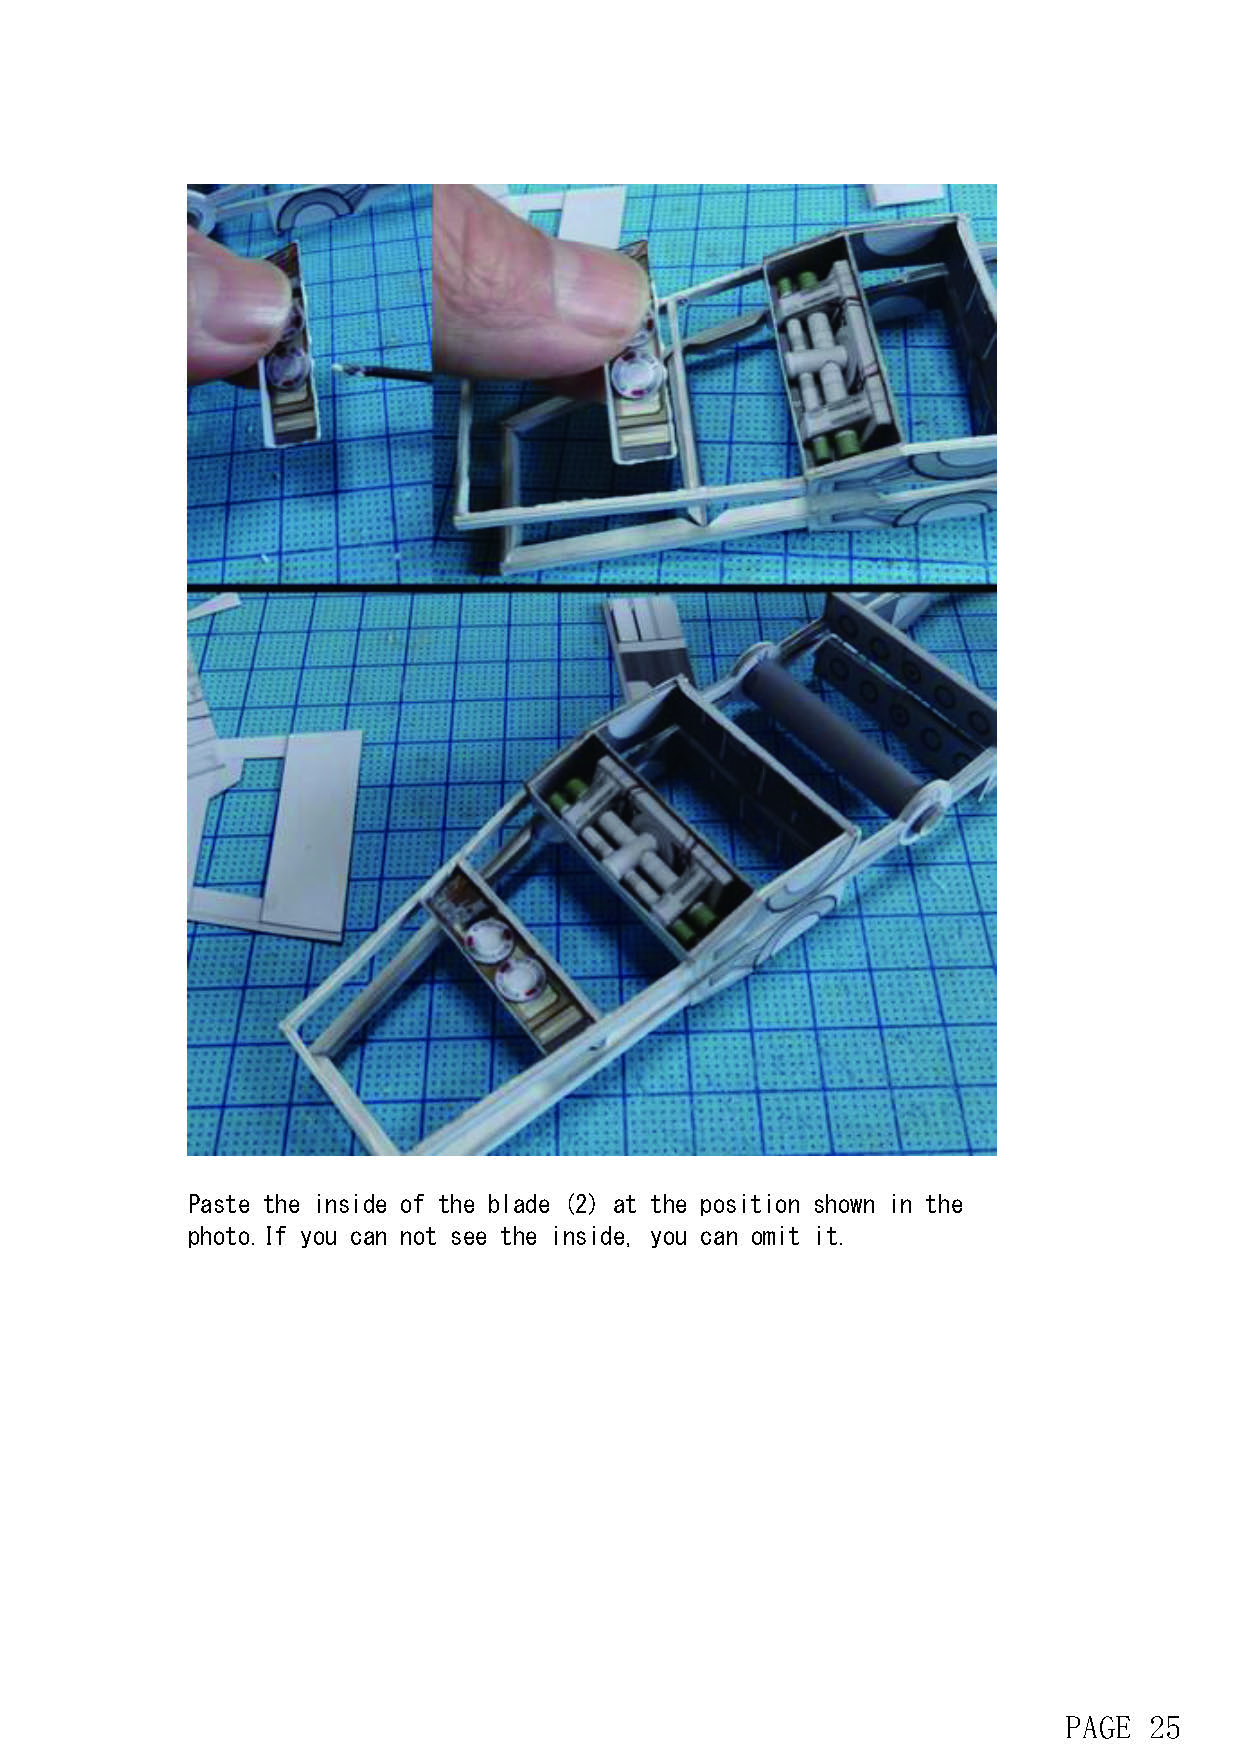 Paste the inside of the blade (2) at the position shown in the
photo.If you can not see the inside, you can omit it.
PAGE 25